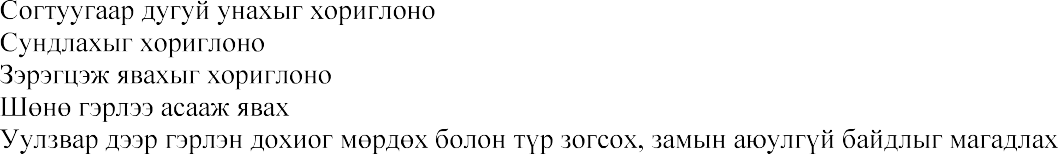 Согтуугаар дугуй унахыг хориглоно
Сундлахыг хориглоно
Зэрэгцэж явахыг хориглоно
Шөнө гэрлээ асааж явах
Уулзвар дээр гэрлэн дохиог мөрдөх болон түр зогсох, замын аюулгүй байдлыг магадлах